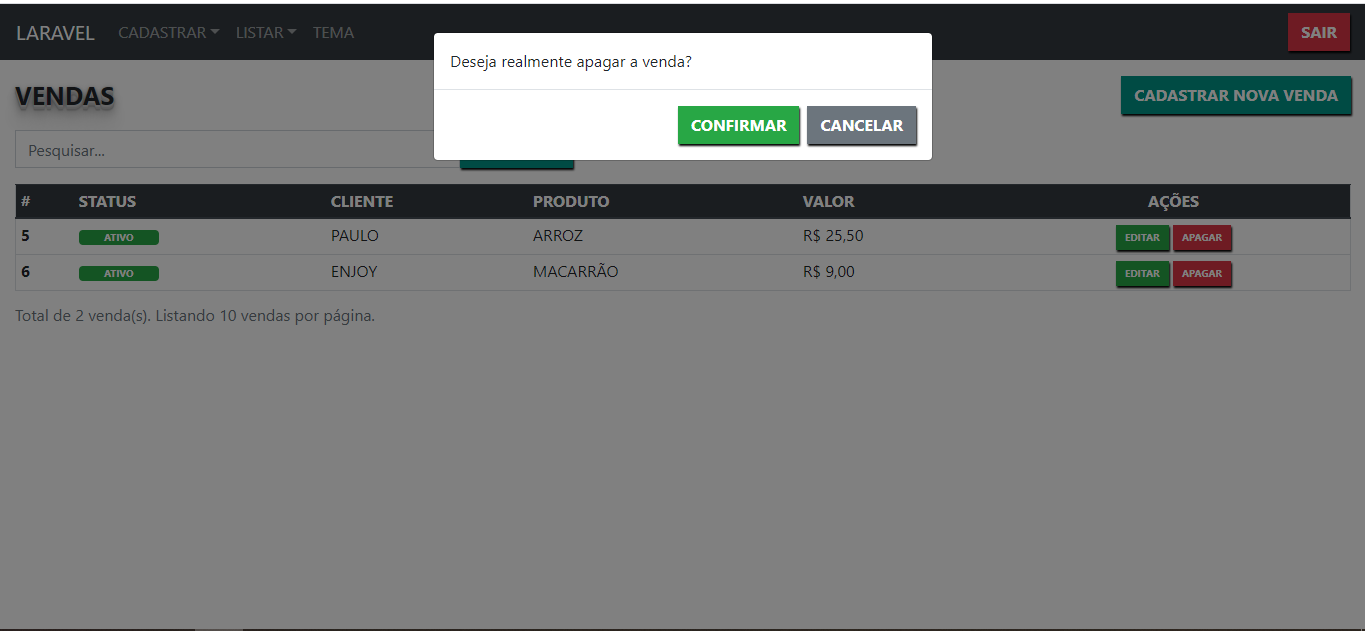 LARAVEL CADASTRAR LISTAR TEMA SAIR
Deseja realmente apagar a venda?
CONFIRMAR CANCELAR
VENDAS CADASTRAR NOVA VENDA
Pesquisar...
# STATUS CLIENTE PRODUTO VALOR AÇÕES
5 ATIVO PAULO ARROZ R$ 25,50 EDITAR APAGAR
6 ATIVO ENJOY MACARRÃO R$ 9,00 EDITAR APAGAR
Total de 2 venda(s). Listando 10 vendas por página.